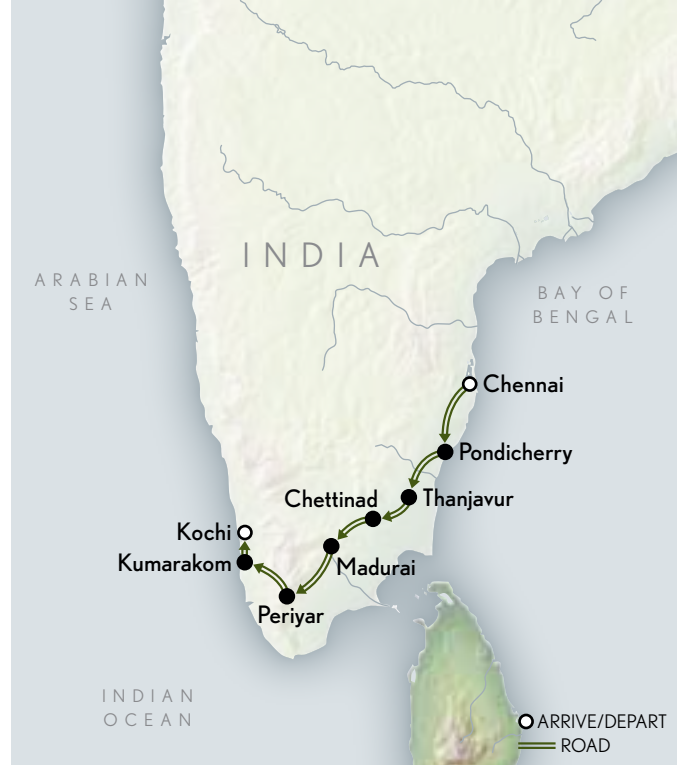 INDIA
ARABIAN
SEA
BAY OF
BENGAL
Chennai
Pondicherry
Chettinad
Thanjavur
Kochi
Kumarakom
Madurai
Periyar
INDIAN
OCEAN
ARRIVE/DEPART
ROAD